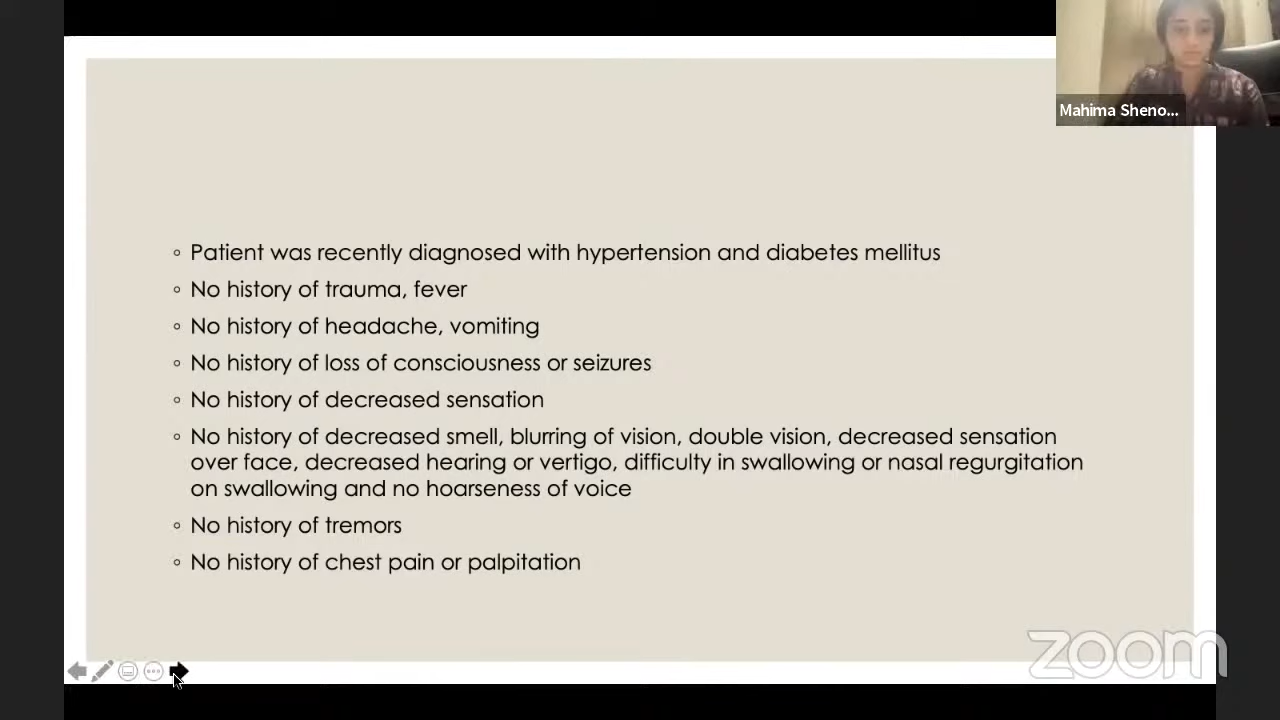 Mahima Sheno...
◦ Patient was recently diagnosed with hypertension and diabetes mellitus
◦ No history of trauma, fever
◦ No history of headache, vomiting
◦ No history of loss of consciousness or seizures
◦ No history of decreased sensation
◦ No history of decreased smell, blurring of vision, double vision, decreased sensation
over face, decreased hearing or vertigo, difficulty in swallowing or nasal regurgitation
on swallowing and no hoarseness of voice
◦ No history of tremors
◦ No history of chest pain or palpitation
zoom